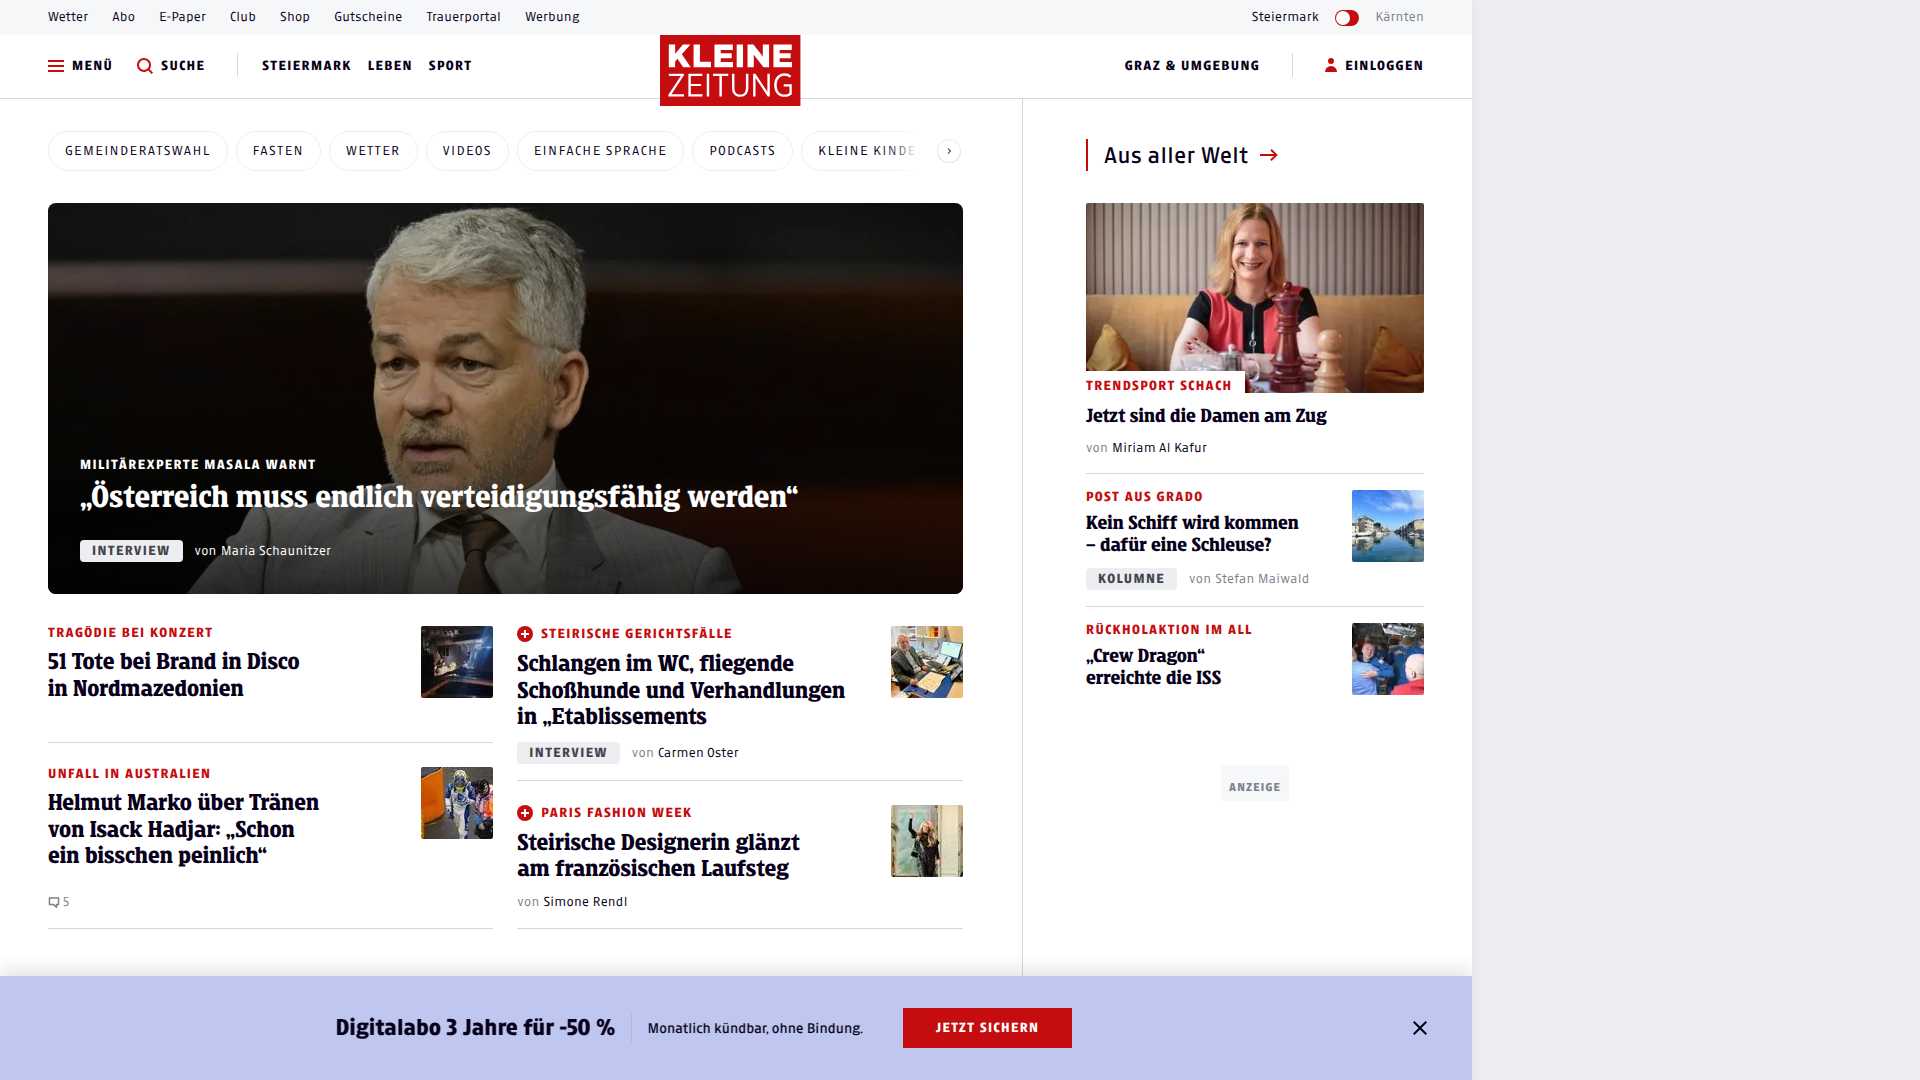 Wetter Abo E-Paper Club Shop Gutscheine Trauerportal Werbung Steiermark Kärnten
MENÜ SUCHE STEIERMARK LEBEN SPORT KLEINE ZEITUNG GRAZ & UMGEBUNG EINLOGGEN
GEMEINDERATSWAHL FASTEN WETTER VIDEOS EINFACHE SPRACHE PODCASTS KLEINE KINDE
MILITÄREXPERTE MASALA WARNT
„Österreich muss endlich verteidigungsfähig werden“
INTERVIEW von Maria Schaunitzer
TRAGÖDIE BEI KONZERT
51 Tote bei Brand in Disco
in Nordmazedonien
UNFALL IN AUSTRALIEN
Helmut Marko über Tränen
von Isack Hadjar: „Schon
ein bisschen peinlich“
5
STEIRISCHE GERICHTSFÄLLE
Schlangen im WC, fliegende
Schoßhunde und Verhandlungen
in „Etablissements
INTERVIEW von Carmen Oster
PARIS FASHION WEEK
Steirische Designerin glänzt
am französischen Laufsteg
von Simone Rendl
Aus aller Welt
TRENDSPORT SCHACH
Jetzt sind die Damen am Zug
von Miriam Al Kafur
POST AUS GRADO
Kein Schiff wird kommen
– dafür eine Schleuse?
KOLUMNE von Stefan Maiwald
RÜCKHOLAKTION IM ALL
„Crew Dragon“
erreichte die ISS
ANZEIGE
Digitalabo 3 Jahre für -50 % Monatlich kündbar, ohne Bindung. JETZT SICHERN